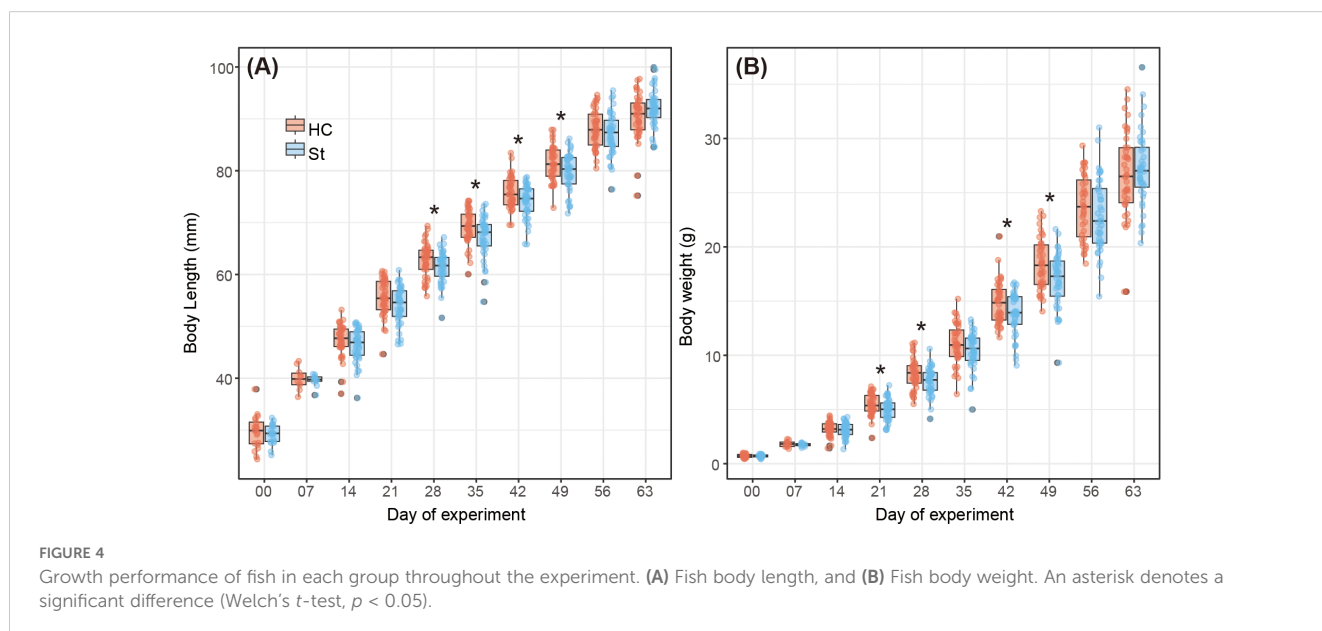 (A)
Body Length (mm)
100
80
60
40
HC
St
*
*
*
*
00 07 14 21 28 35 42 49 56 63
Day of experiment
(B)
Body weight (g)
30
20
10
0
*
*
*
*
00 07 14 21 28 35 42 49 56 63
Day of experiment
FIGURE 4
Growth performance of fish in each group throughout the experiment. (A) Fish body length, and (B) Fish body weight. An asterisk denotes a
significant difference (Welch's t-test, p < 0.05).